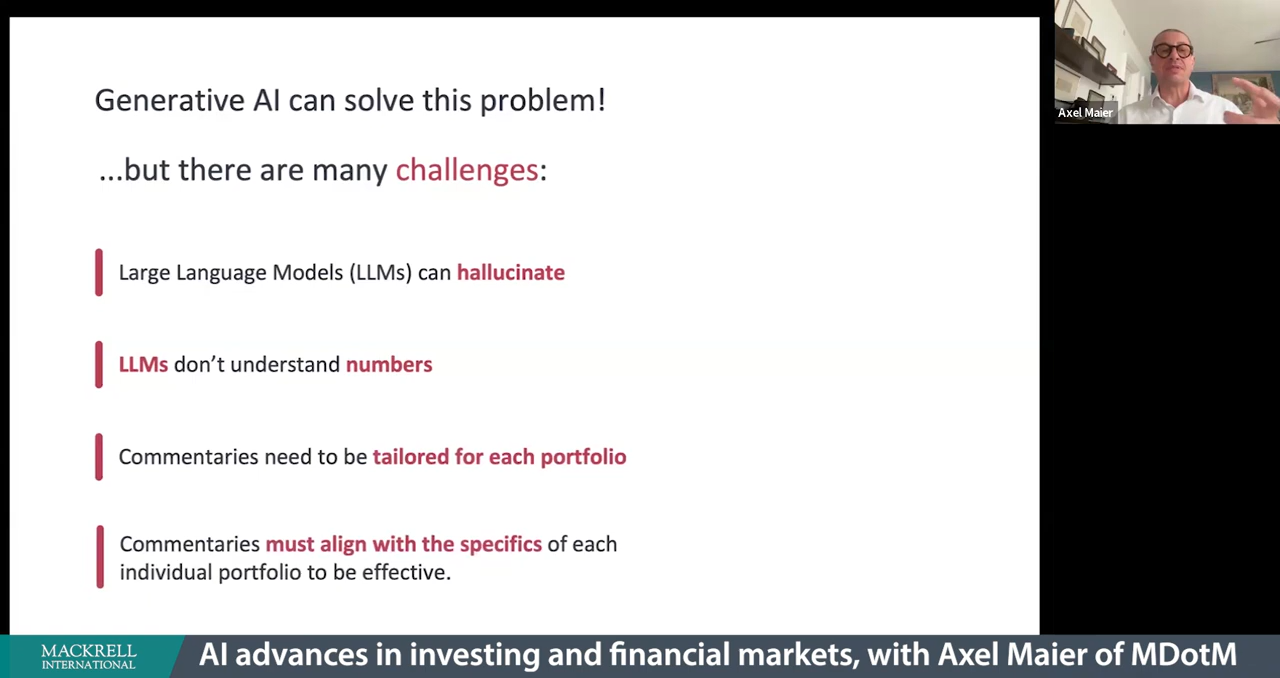 Generative AI can solve this problem!
...but there are many challenges:
Large Language Models (LLMs) can hallucinate
LLMs don’t understand numbers
Commentaries need to be tailored for each portfolio
Commentaries must align with the specifics of each
individual portfolio to be effective.
Axel Maier
MACKRELL
INTERNATIONAL
AI advances in investing and financial markets, with Axel Maier of MDotM